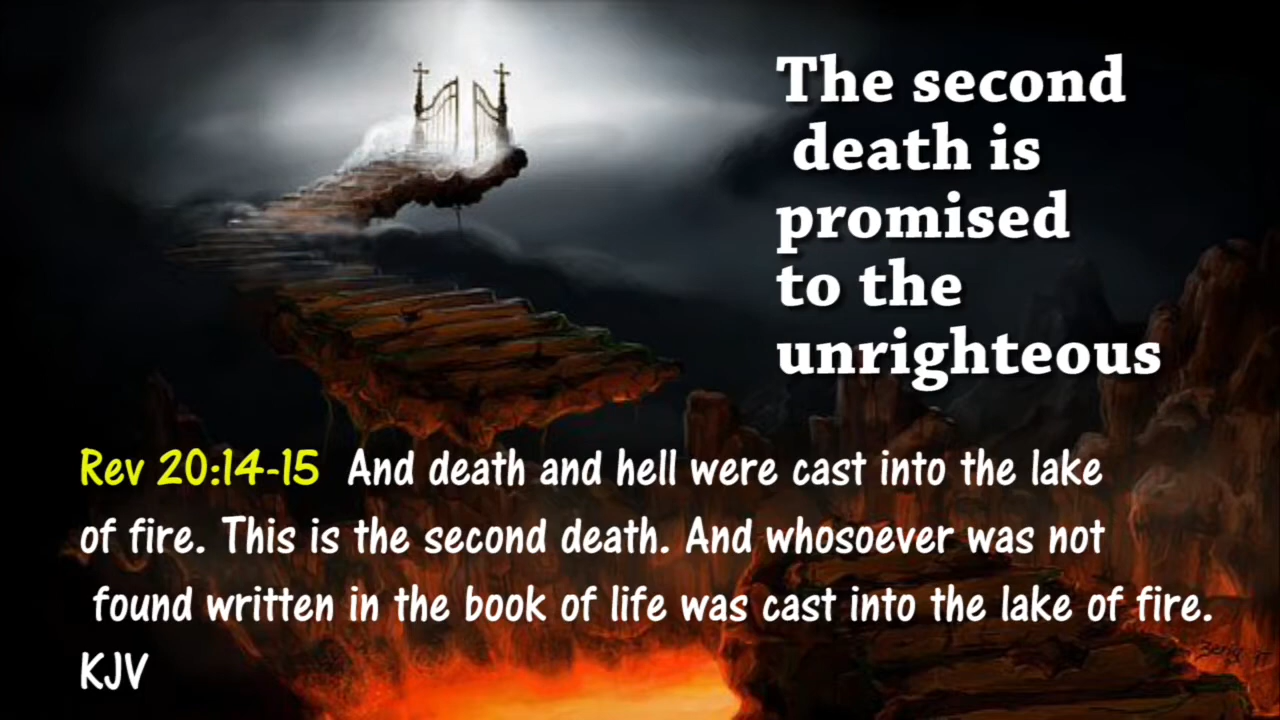 The second
death is
promised
to the
unrighteous
Rev 20:14-15 And death and hell were cast into the lake
of fire. This is the second death. And whosoever was not
found written in the book of life was cast into the lake of fire.
KJV